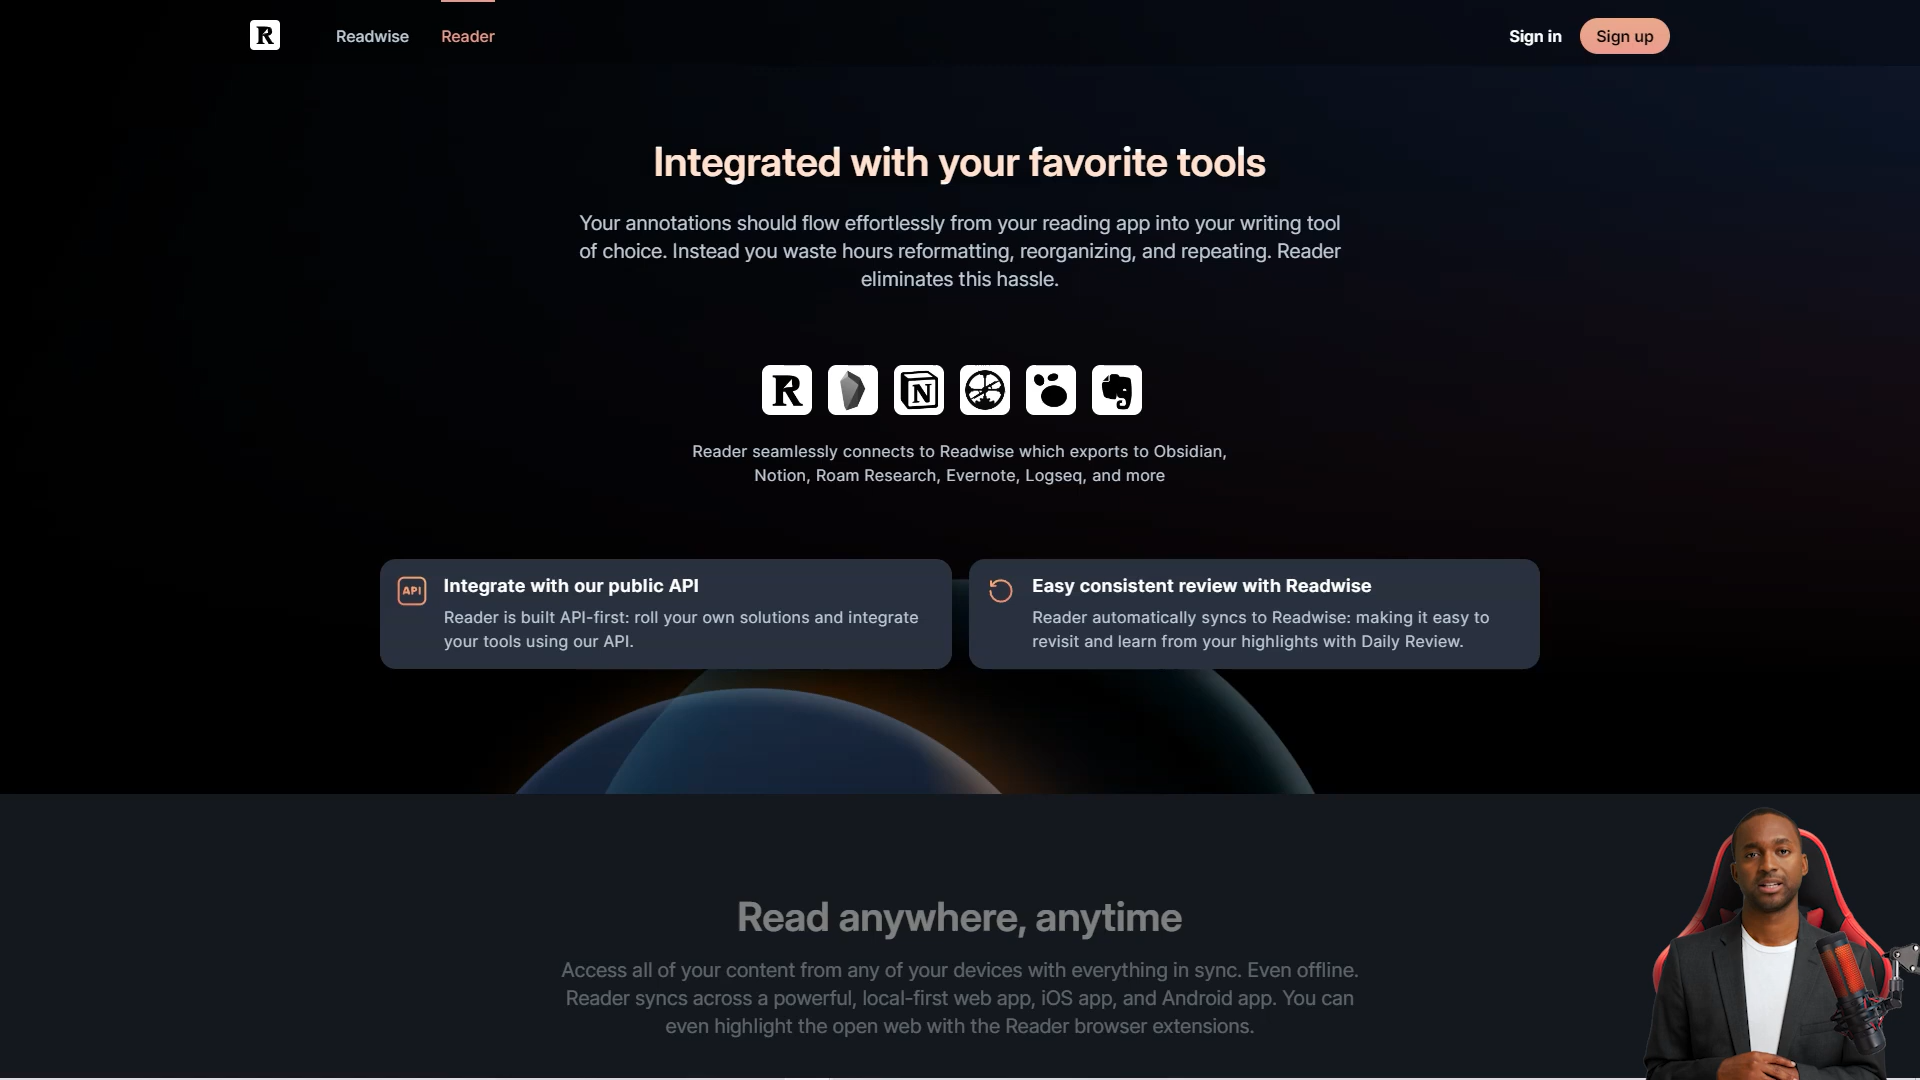 R
Readwise
Reader
Sign in
Sign up
Integrated with your favorite tools
Your annotations should flow effortlessly from your reading app into your writing tool
of choice. Instead you waste hours reformatting, reorganizing, and repeating. Reader
eliminates this hassle.
R
N
Reader seamlessly connects to Readwise which exports to Obsidian,
Notion, Roam Research, Evernote, Logseq, and more
API
Integrate with our public API
Reader is built API-first: roll your own solutions and integrate
your tools using our API.
Easy consistent review with Readwise
Reader automatically syncs to Readwise: making it easy to
revisit and learn from your highlights with Daily Review.
Read anywhere, anytime
Access all of your content from any of your devices with everything in sync. Even offline.
Reader syncs across a powerful, local-first web app, iOS app, and Android app. You can
even highlight the open web with the Reader browser extensions.